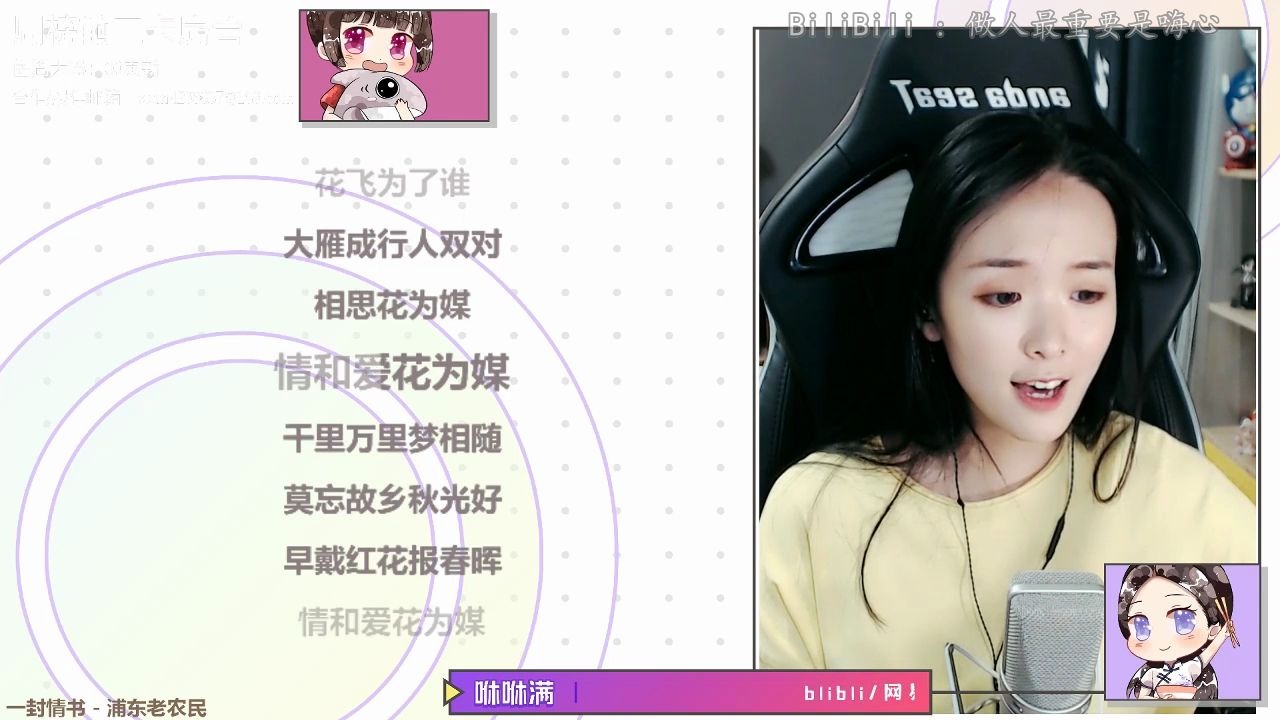 BiliBili : 做人最重要是嗨心
anda seaT
花飞为了谁
大雁成行人双对
相思花为媒
情和爱花为媒
千里万里梦相随
莫忘故乡秋光好
早戴红花报春晖
情和爱花为媒
咻咻满
blibli/网易
一封情书 - 浦东老农民